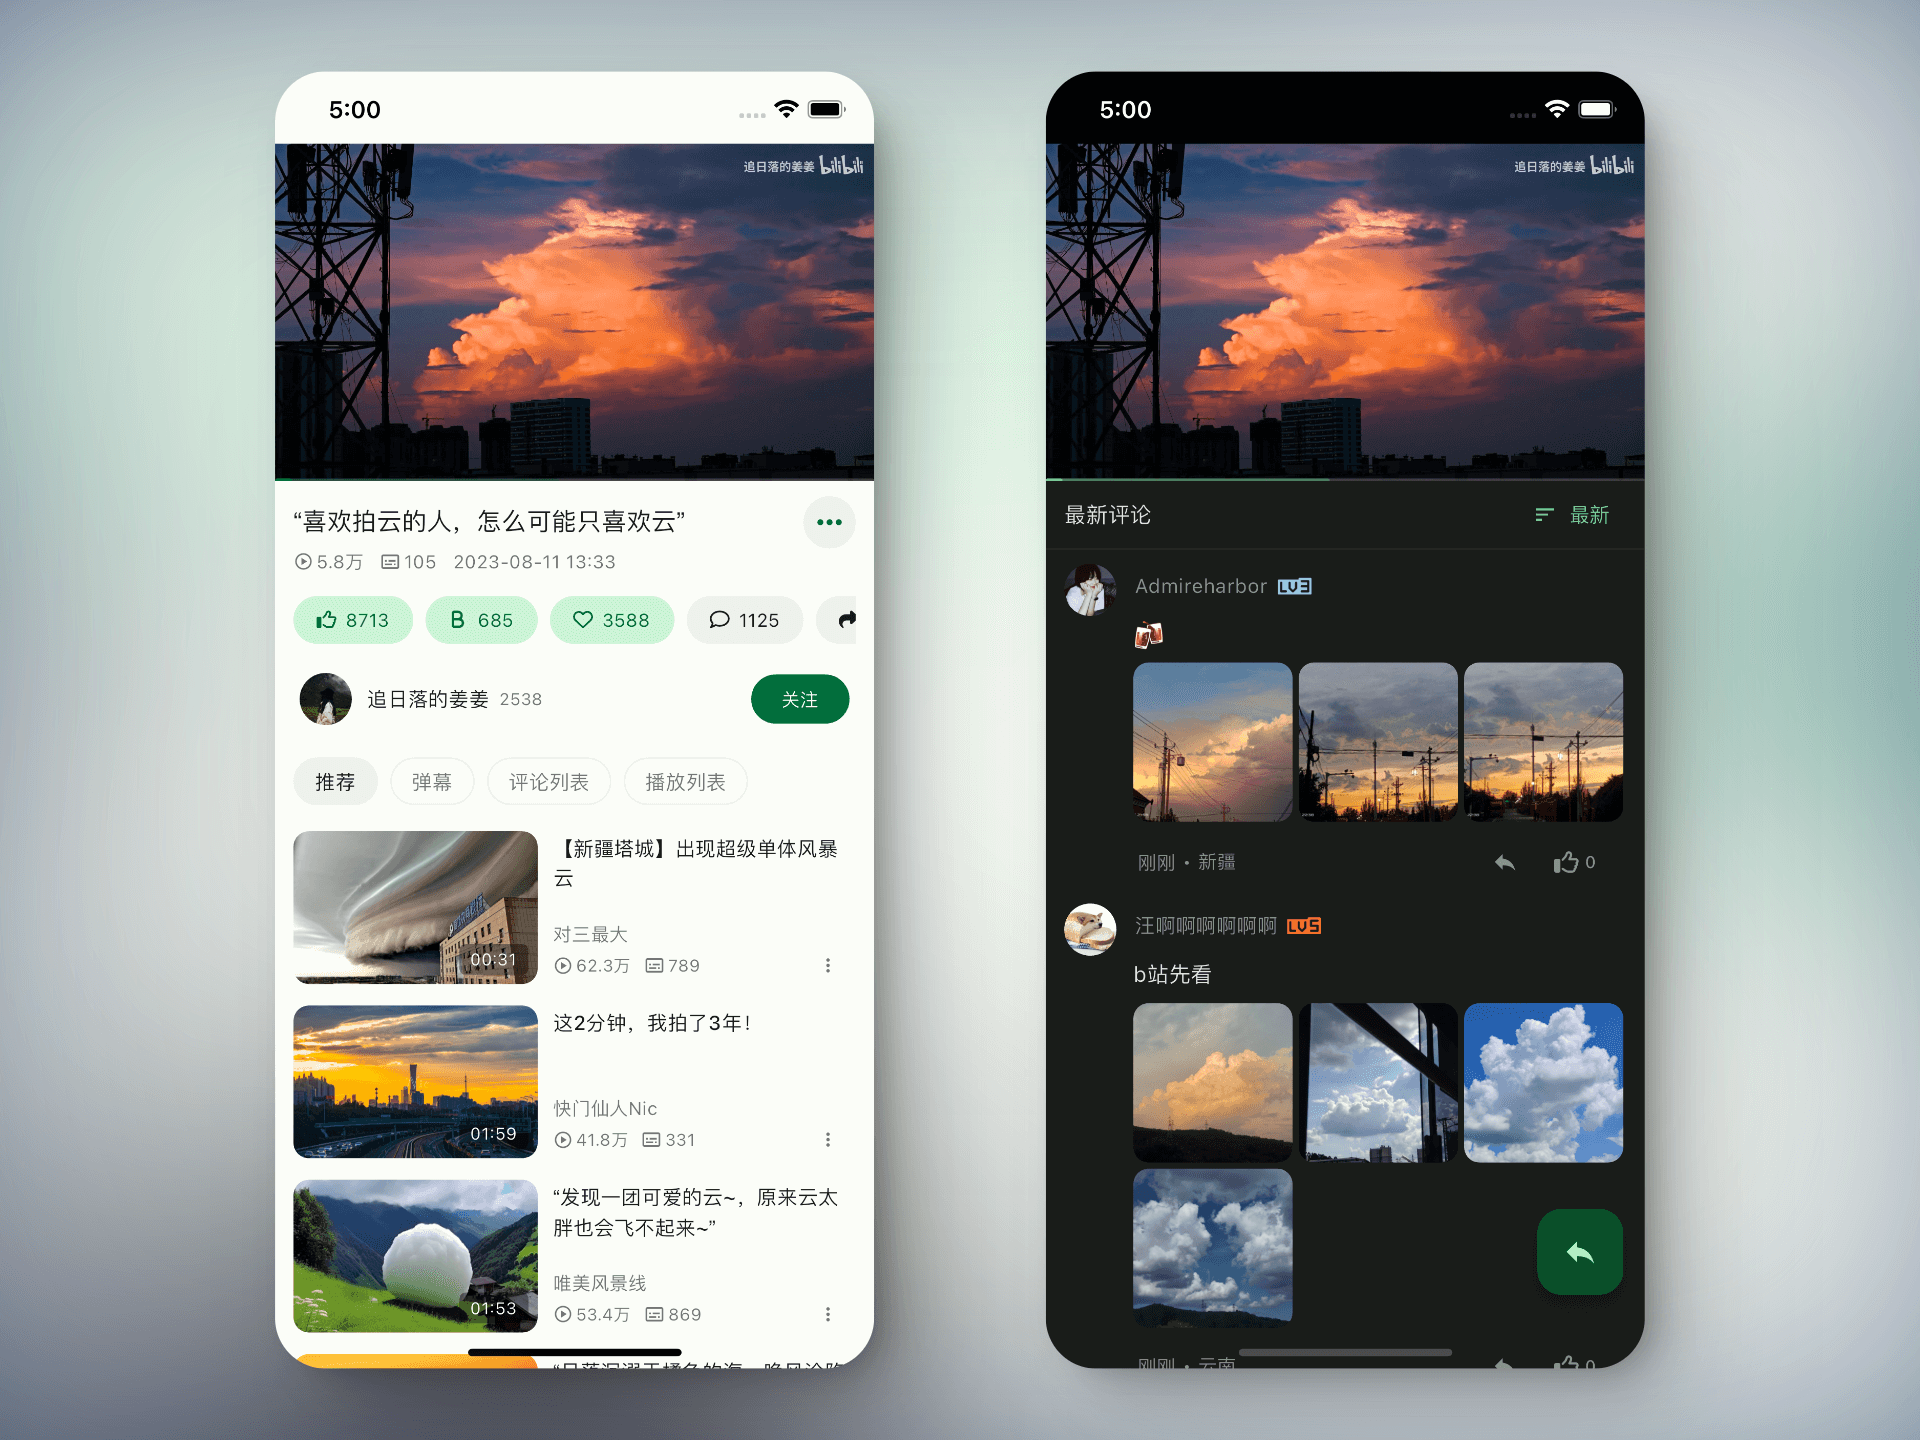 5:00
追日落的姜姜 bilibili
“喜欢拍云的人，怎么可能只喜欢云”
5.8万 105 2023-08-11 13:33
8713 B 685 3588 1125
追日落的姜姜 2538 关注
推荐 弹幕 评论列表 播放列表
【新疆塔城】出现超级单体风暴
云
对三最大
00:31
62.3万 789
这2分钟，我拍了3年！
快门仙人Nic
01:59
41.8万 331
“发现一团可爱的云~，原来云太
胖也会飞不起来~”
唯美风景线
01:53
53.4万 869
5:00
追日落的姜姜 bilibili
最新评论 最新
Admireharbor LV3
刚刚 • 新疆 0
汪啊啊啊啊啊啊 LV5
b站先看
刚刚 • 云南 0